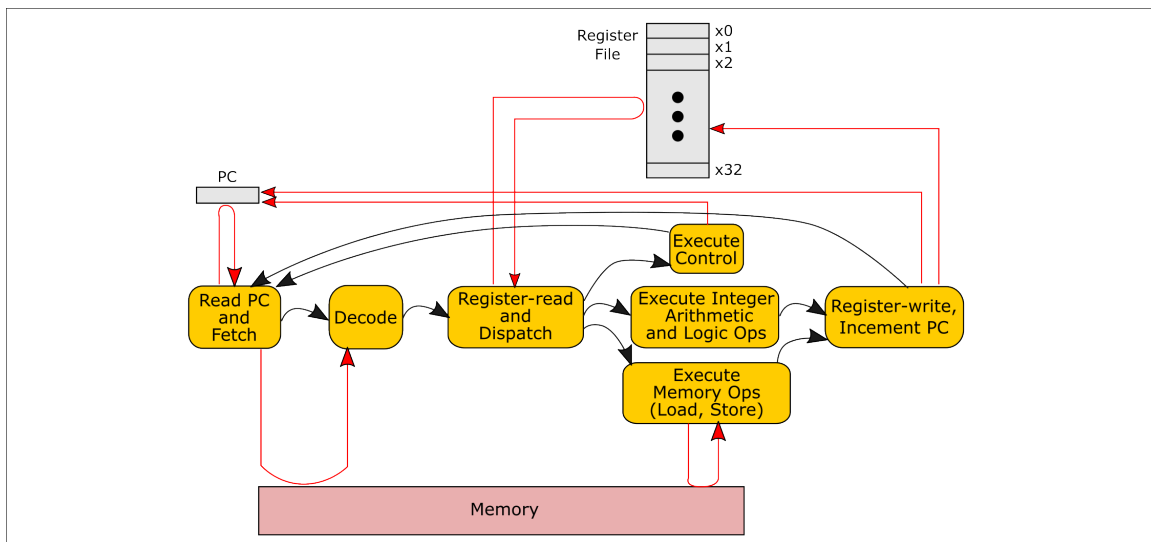 Register
File
x0
x1
x2
x32
PC
Execute
Control
Read PC
and
Fetch
Decode
Register-read
and
Dispatch
Execute Integer
Arithmetic
and Logic Ops
Register-write,
Incement PC
Execute
Memory Ops
(Load, Store)
Memory